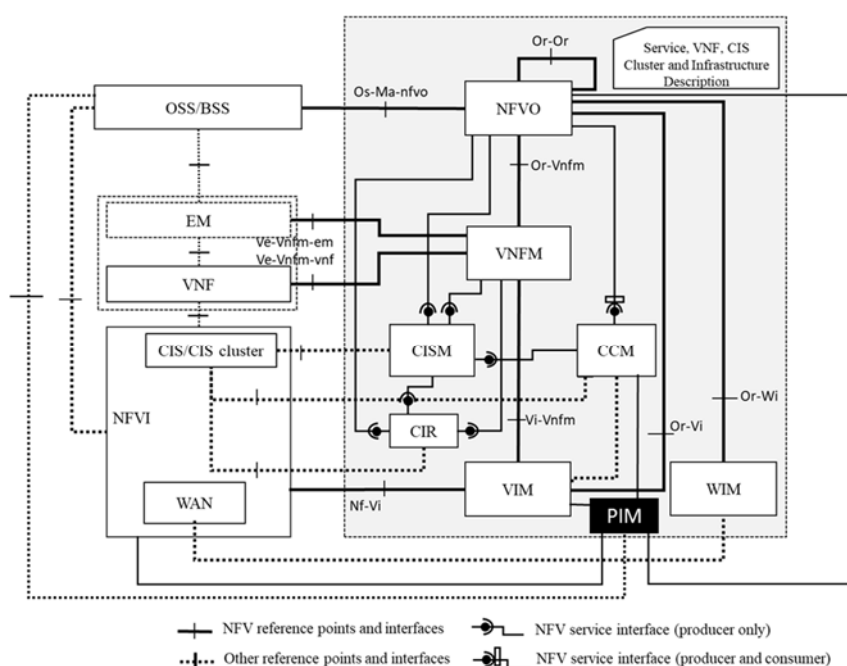 Or-Or
Service, VNF, CIS
Cluster and Infrastructure
Description
Os-Ma-nfvo
OSS/BSS
NFVO
Or-Vnfm
EM
Ve-Vnfm-em
Ve-Vnfm-vnf
VNFM
VNF
CIS/CIS cluster
CISM
CCM
NFVI
CIR
Vi-Vnfm
Or-Vi
Or-Wi
WAN
Nf-Vi
VIM
WIM
PIM
NFV reference points and interfaces
NFV service interface (producer only)
Other reference points and interfaces
NFV service interface (producer and consumer)